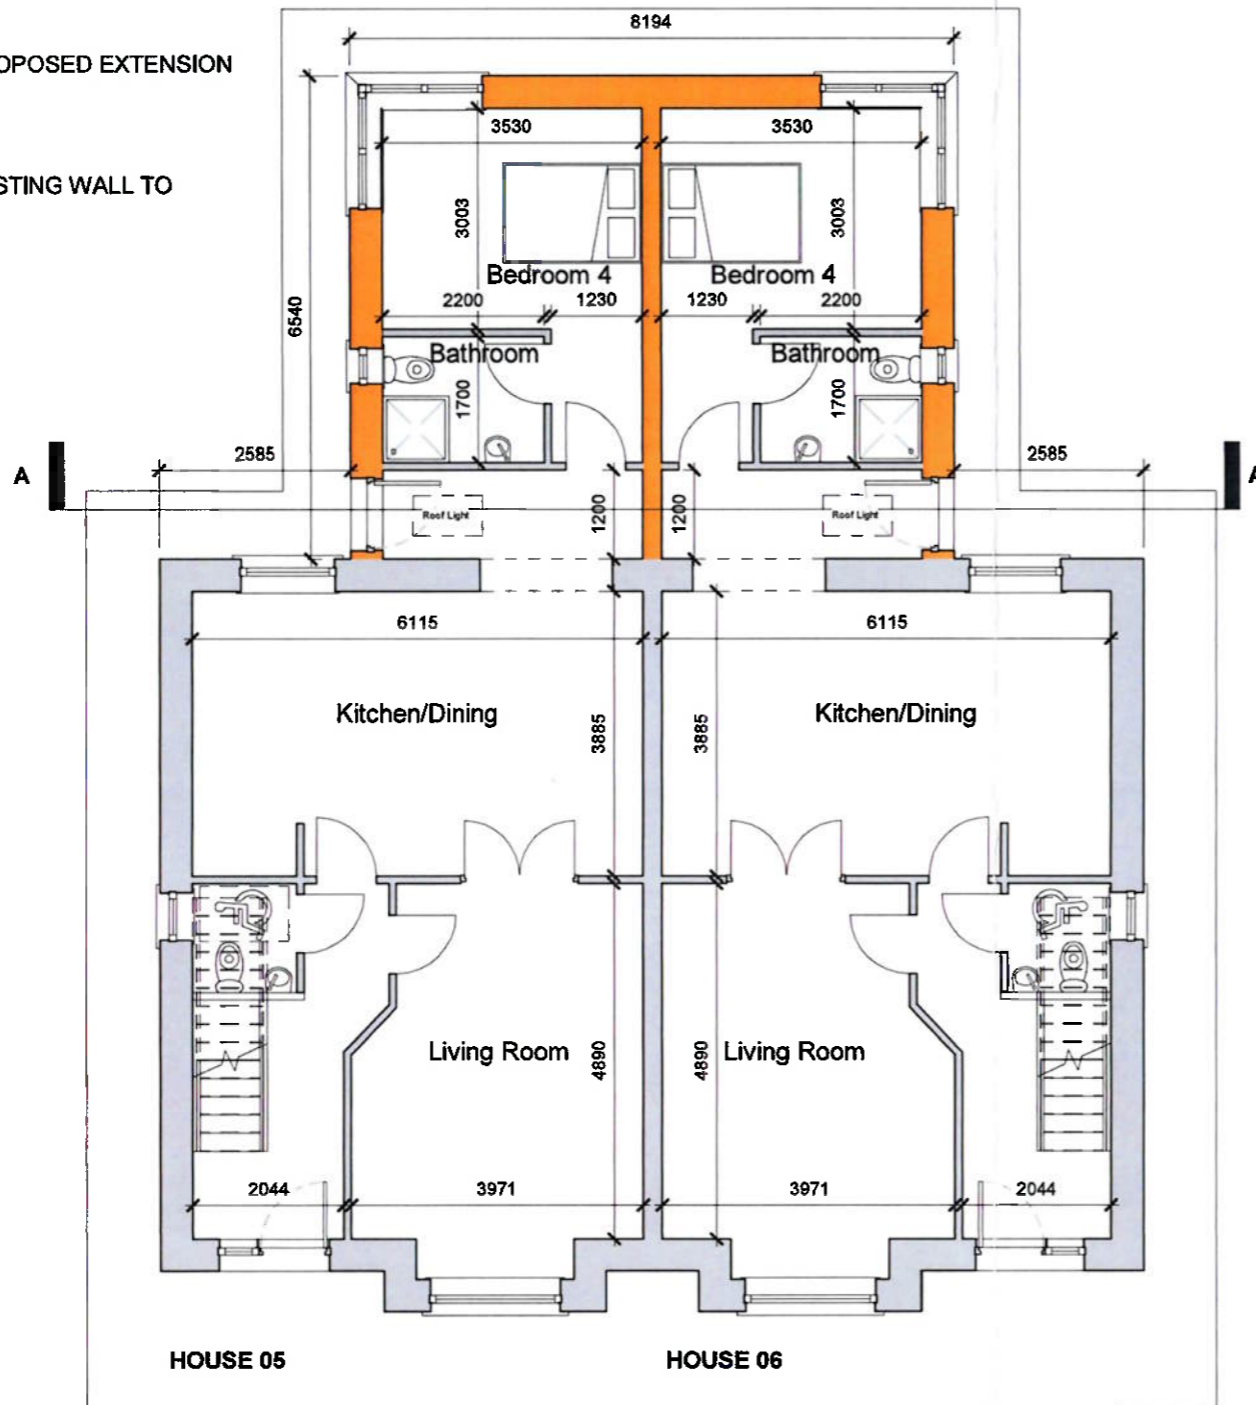 8194
OPOSED EXTENSION
3530 3530
STING WALL TO
3003 3003
Bedroom 4 Bedroom 4
2200 1230 1230 2200
6540
Bathroom Bathroom
1700 1700
2585 2585
A A
Roof Light Roof Light
1200 1200
6115 6115
Kitchen/Dining Kitchen/Dining
3885 3885
Living Room Living Room
4890 4890
2044 3971 3971 2044
HOUSE 05 HOUSE 06